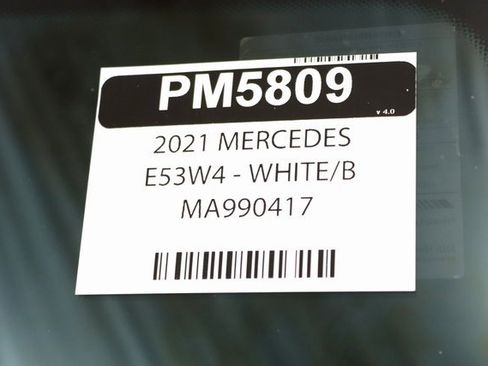 PM5809
v 4.0
2021 MERCEDES
E53W4 - WHITE/B
MA990417